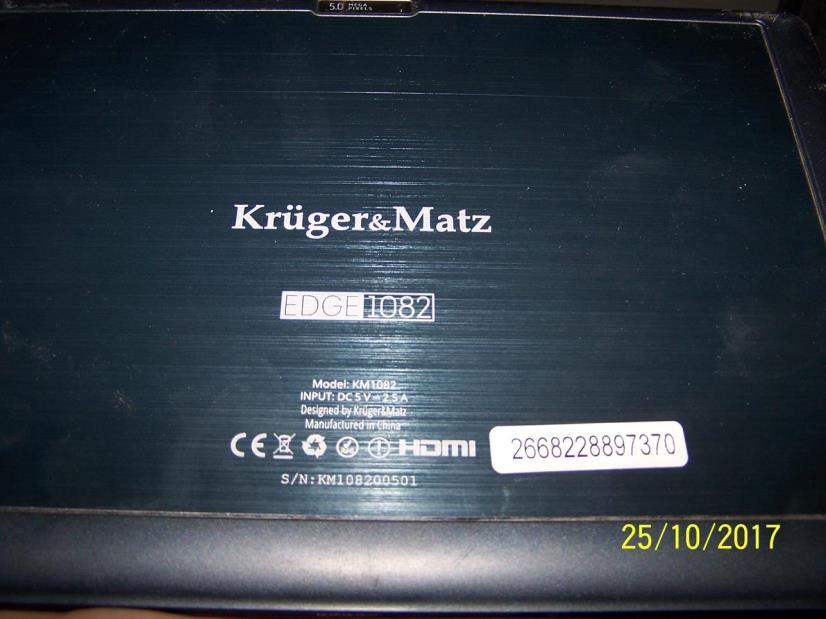 5.0 MEGA PIXELS
Krüger&Matz
EDGE 1082
Model: KM1082
INPUT: DC 5 V⎓2,5 A
Designed by Krüger&Matz
Manufactured in China
CE HDMI
2668228897370
S/N:KM108200501
25/10/2017